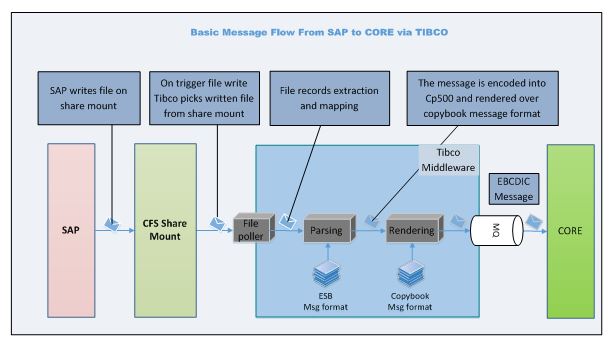 Basic Message Flow From SAP to CORE via TIBCO
SAP writes file on
share mount
On trigger file write
Tibco picks written file
from share mount
File records extraction
and mapping
The message is encoded into
Cp500 and rendered over
copybook message format
Tibco
Middleware
EBCDIC
Message
SAP
CFS Share
Mount
File
poller
Parsing
Rendering
MQ
CORE
ESB
Msg format
Copybook
Msg format